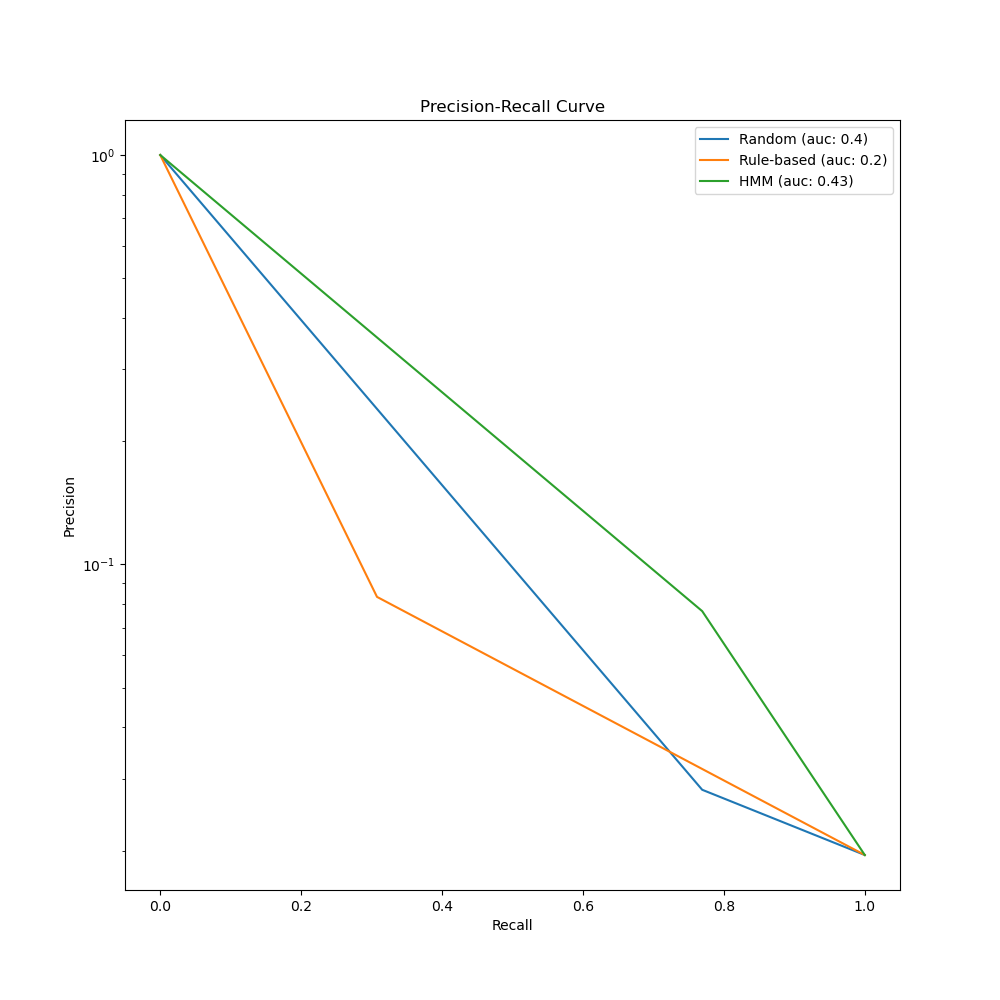 Precision-Recall Curve
Random (auc: 0.4)
Rule-based (auc: 0.2)
HMM (auc: 0.43)
10⁰
Precision
10⁻¹
0.0 0.2 0.4 0.6 0.8 1.0
Recall